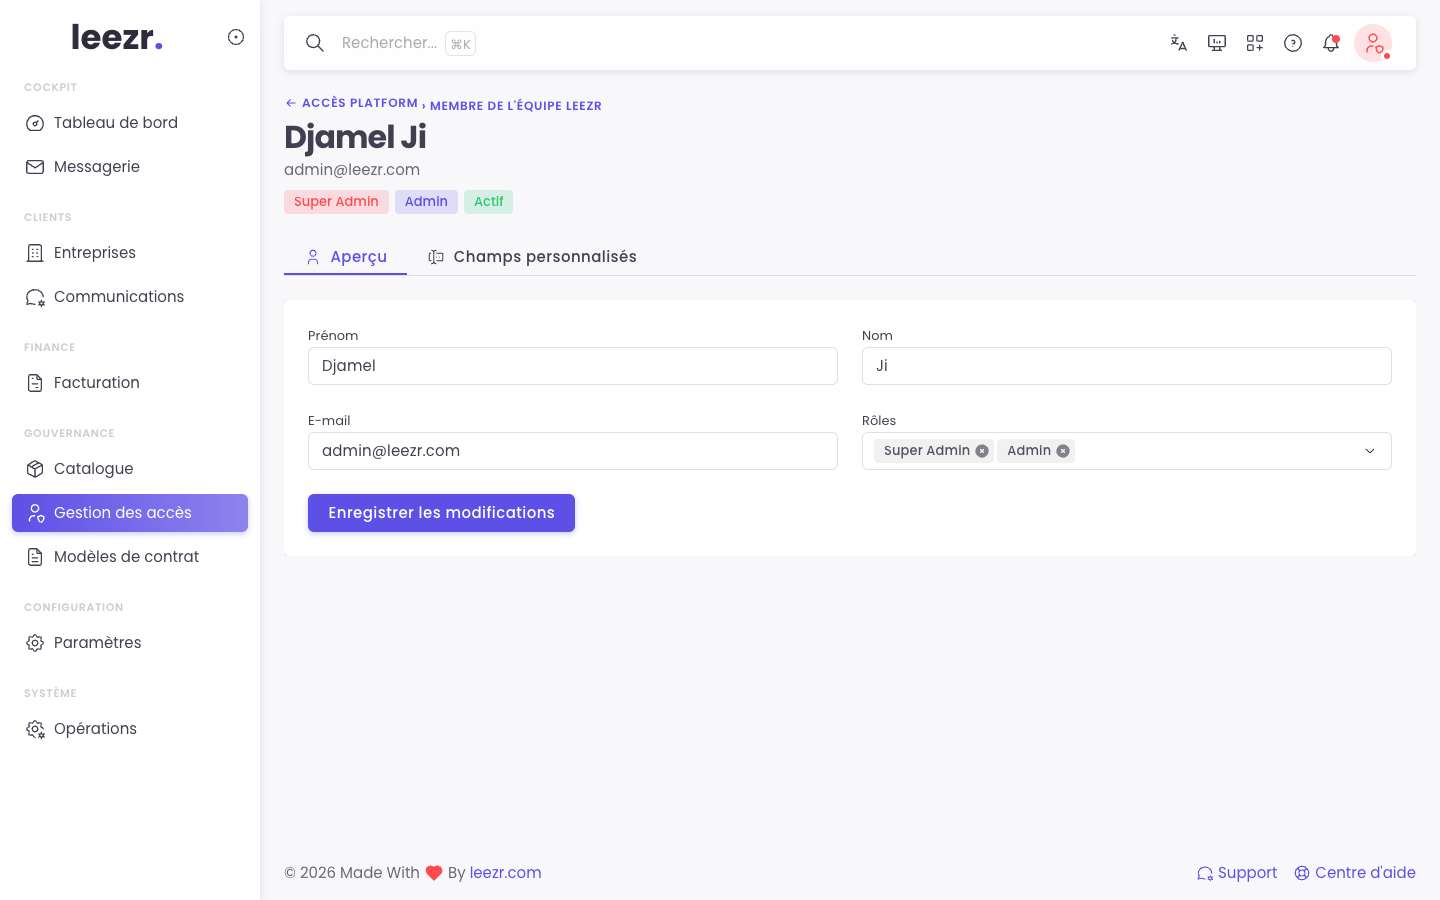 leezr.
COCKPIT
Tableau de bord
Messagerie
CLIENTS
Entreprises
Communications
FINANCE
Facturation
GOUVERNANCE
Catalogue
Gestion des accès
Modèles de contrat
CONFIGURATION
Paramètres
SYSTÈME
Opérations
Rechercher... ⌘K
← ACCÈS PLATFORM › MEMBRE DE L'ÉQUIPE LEEZR
Djamel Ji
admin@leezr.com
Super Admin Admin Actif
Aperçu Champs personnalisés
Prénom
Djamel
Nom
Ji
E-mail
admin@leezr.com
Rôles
Super Admin Admin
Enregistrer les modifications
© 2026 Made With ❤ By leezr.com
Support Centre d'aide